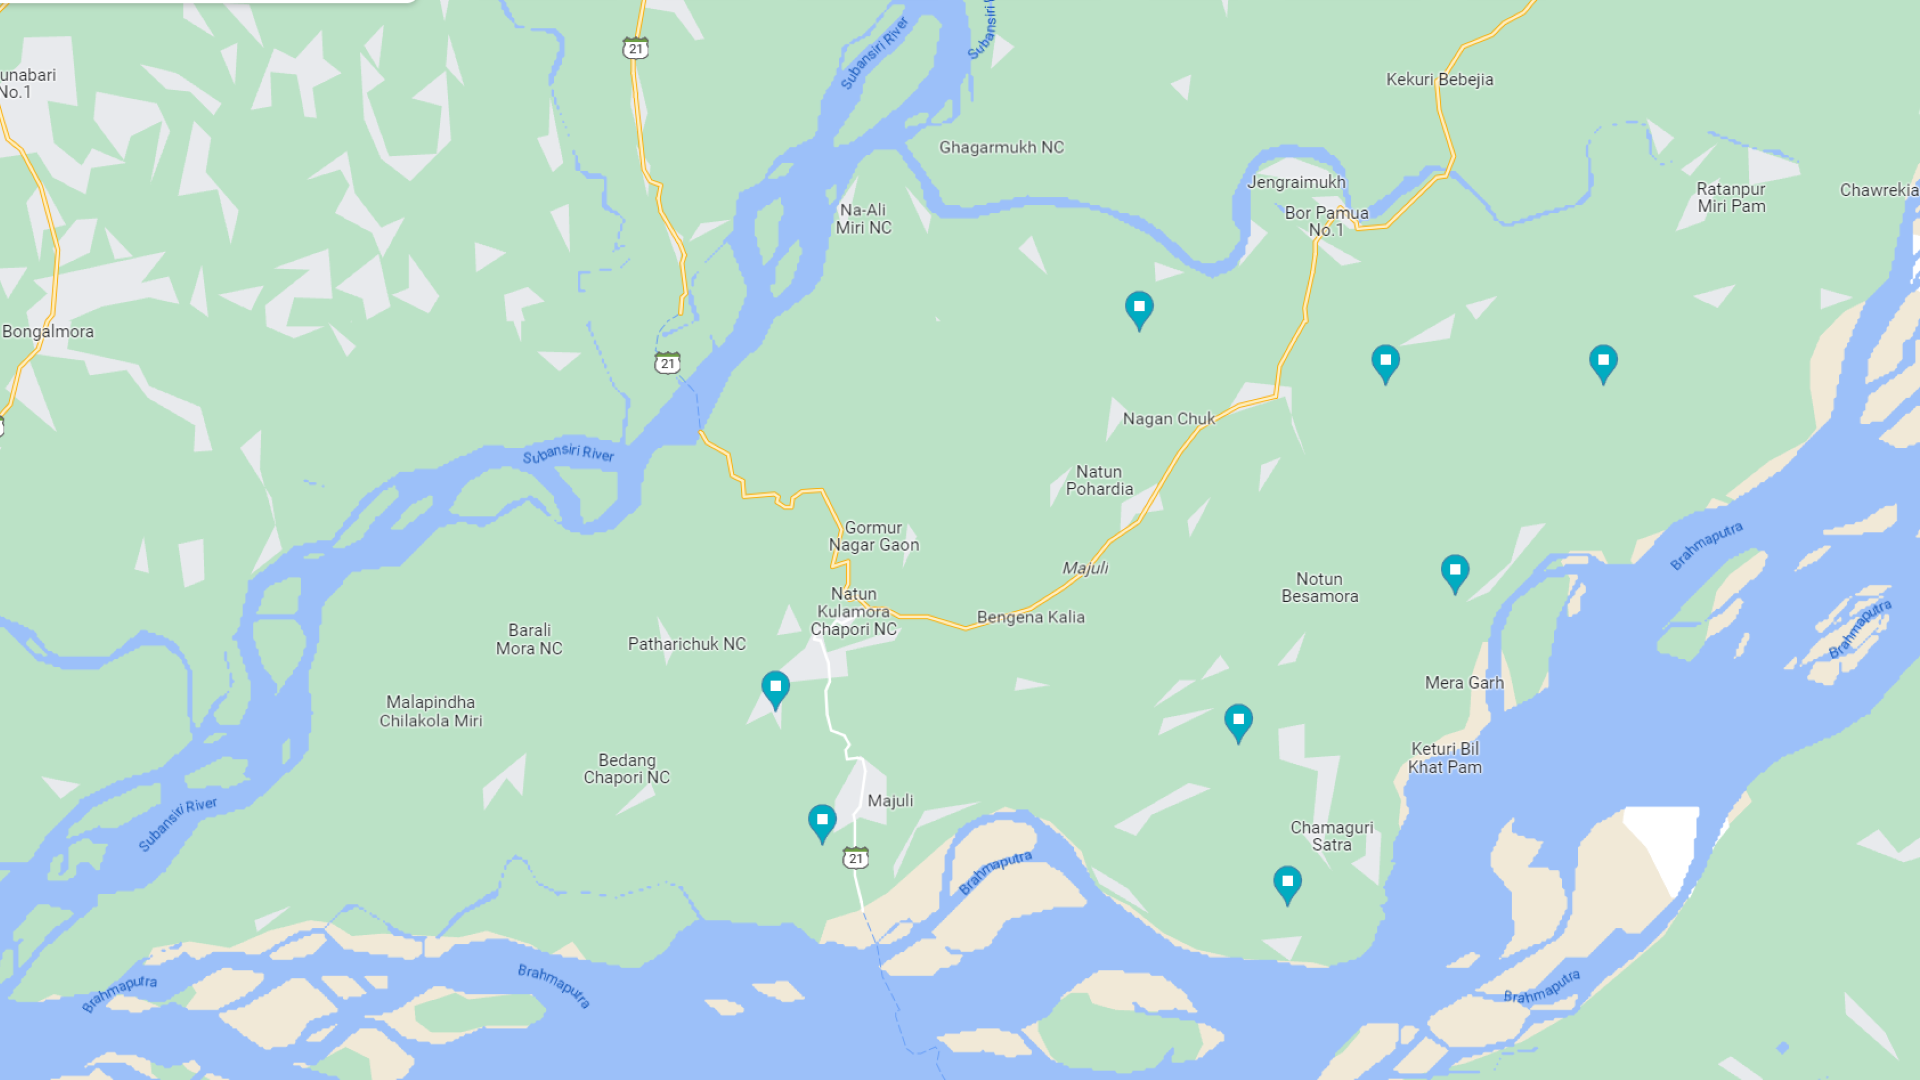 21
Subansiri River
Subansiri
unabari
No.1
Kekuri Bebejia
Ghagarmukh NC
Jengraimukh
Ratanpur
Miri Pam
Chawrekia
Na-Ali
Miri NC
Bor Pamua
No.1
Bongalmora
21
Nagan Chuk
Subansiri River
Natun
Pohardia
Gormur
Nagar Gaon
Brahmaputra
Majuli
Notun
Besamora
Natun
Kulamora
Chapori NC
Bengena Kalia
Brahmaputra
Barali
Mora NC
Patharichuk NC
Mera Garh
Malapindha
Chilakola Miri
Keturi Bil
Khat Pam
Bedang
Chapori NC
Majuli
Subansiri River
Chamaguri
Satra
21
Brahmaputra
Brahmaputra
Brahmaputra
Brahmaputra